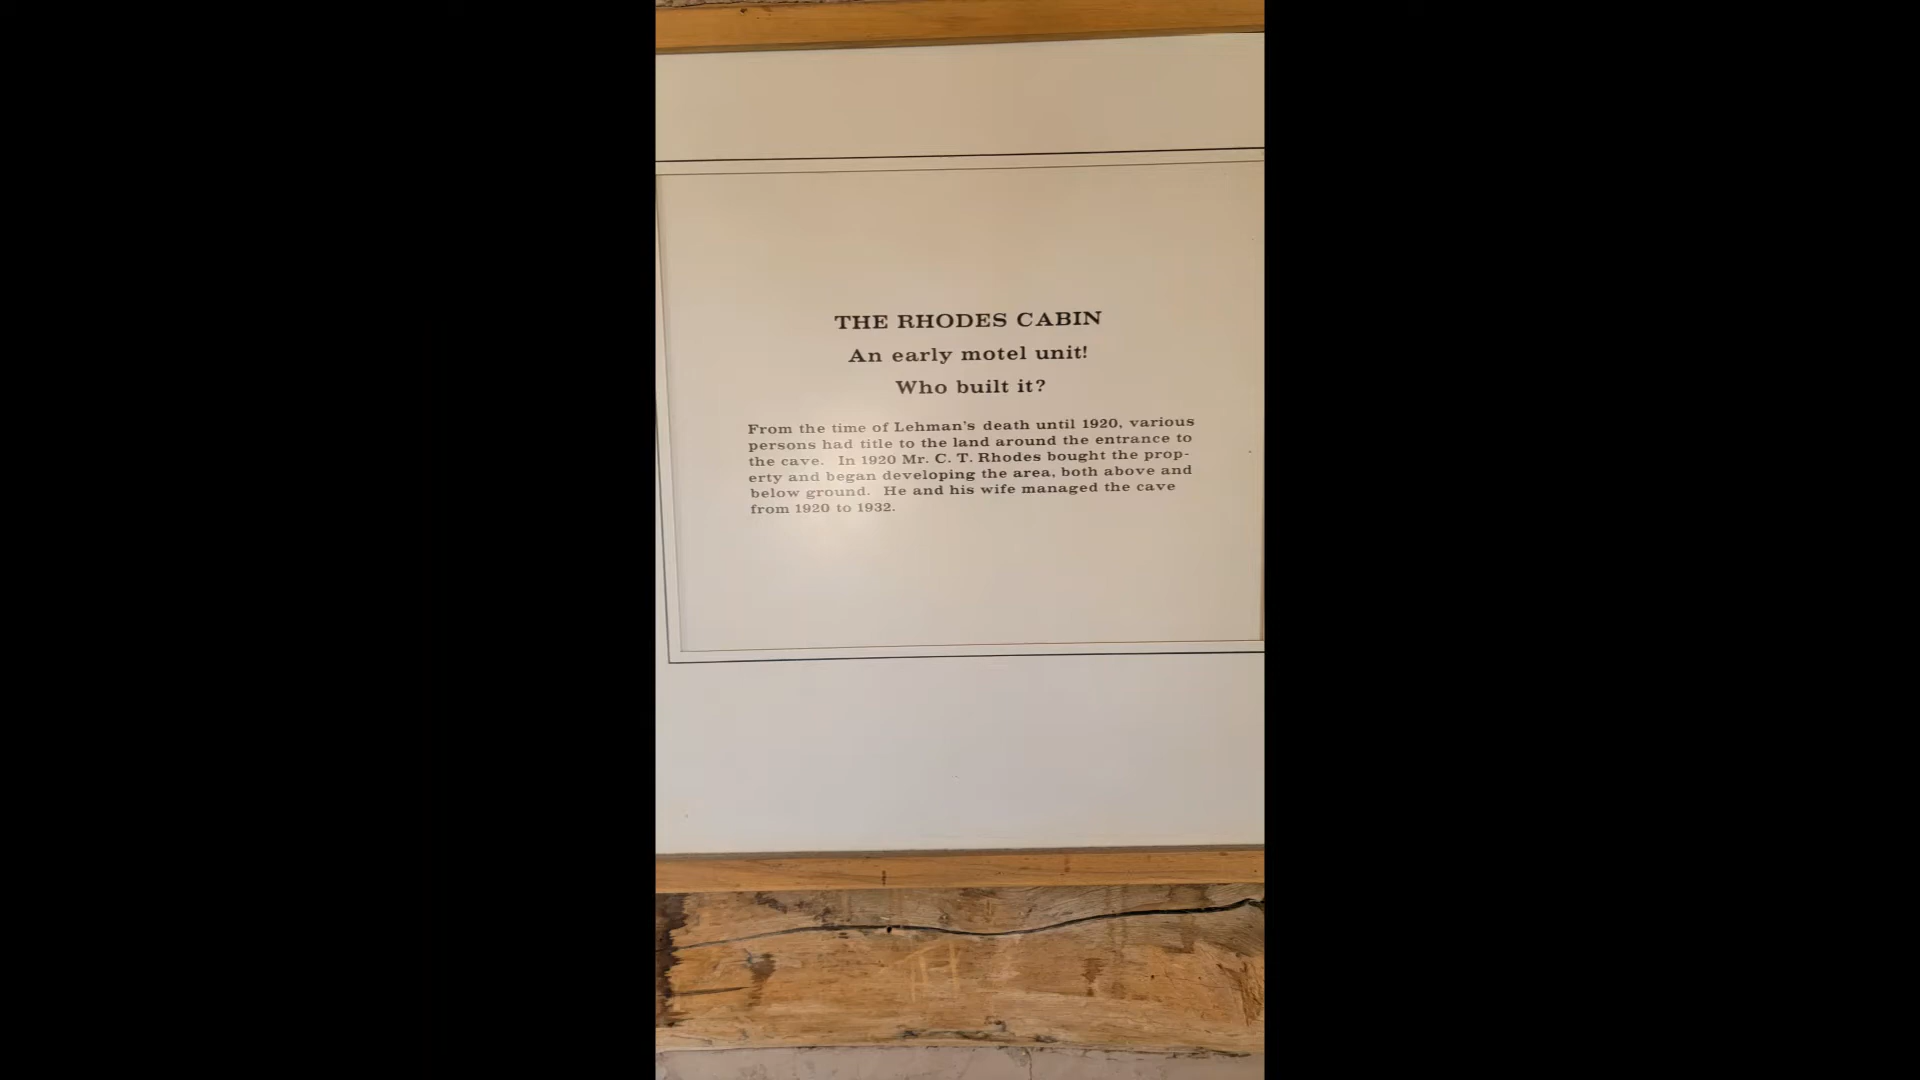 THE RHODES CABIN
An early motel unit!
Who built it?
From the time of Lehman's death until 1920, various
persons had title to the land around the entrance to
the cave. In 1920 Mr. C. T. Rhodes bought the prop-
erty and began developing the area, both above and
below ground. He and his wife managed the cave
from 1920 to 1932.